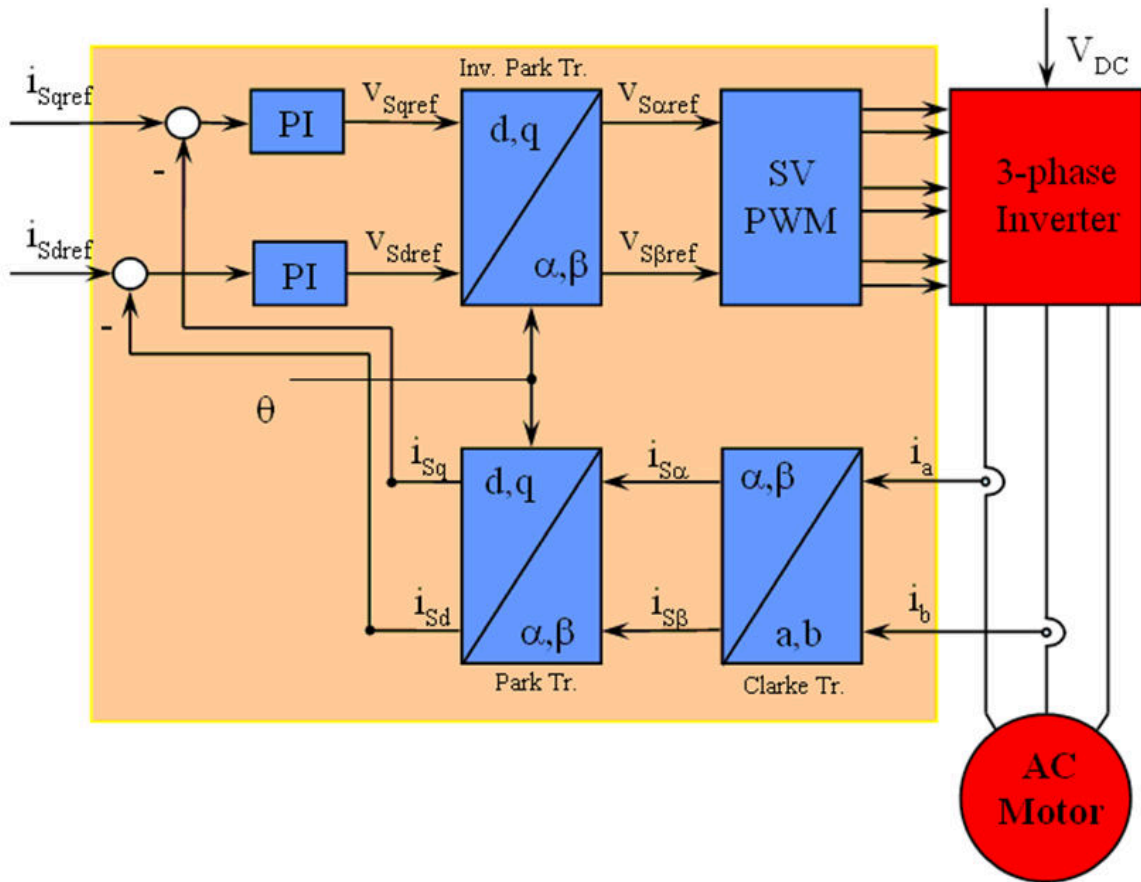 Inv. Park Tr.
V_DC
i_Sqref
PI
v_Sqref
d,q
α,β
v_Sαref
SV
PWM
3-phase
Inverter
-
i_Sdref
PI
v_Sdref
v_Sβref
-
θ
i_Sq
d,q
α,β
i_Sα
α,β
a,b
i_a
i_Sd
i_Sβ
i_b
Park Tr.
Clarke Tr.
AC
Motor